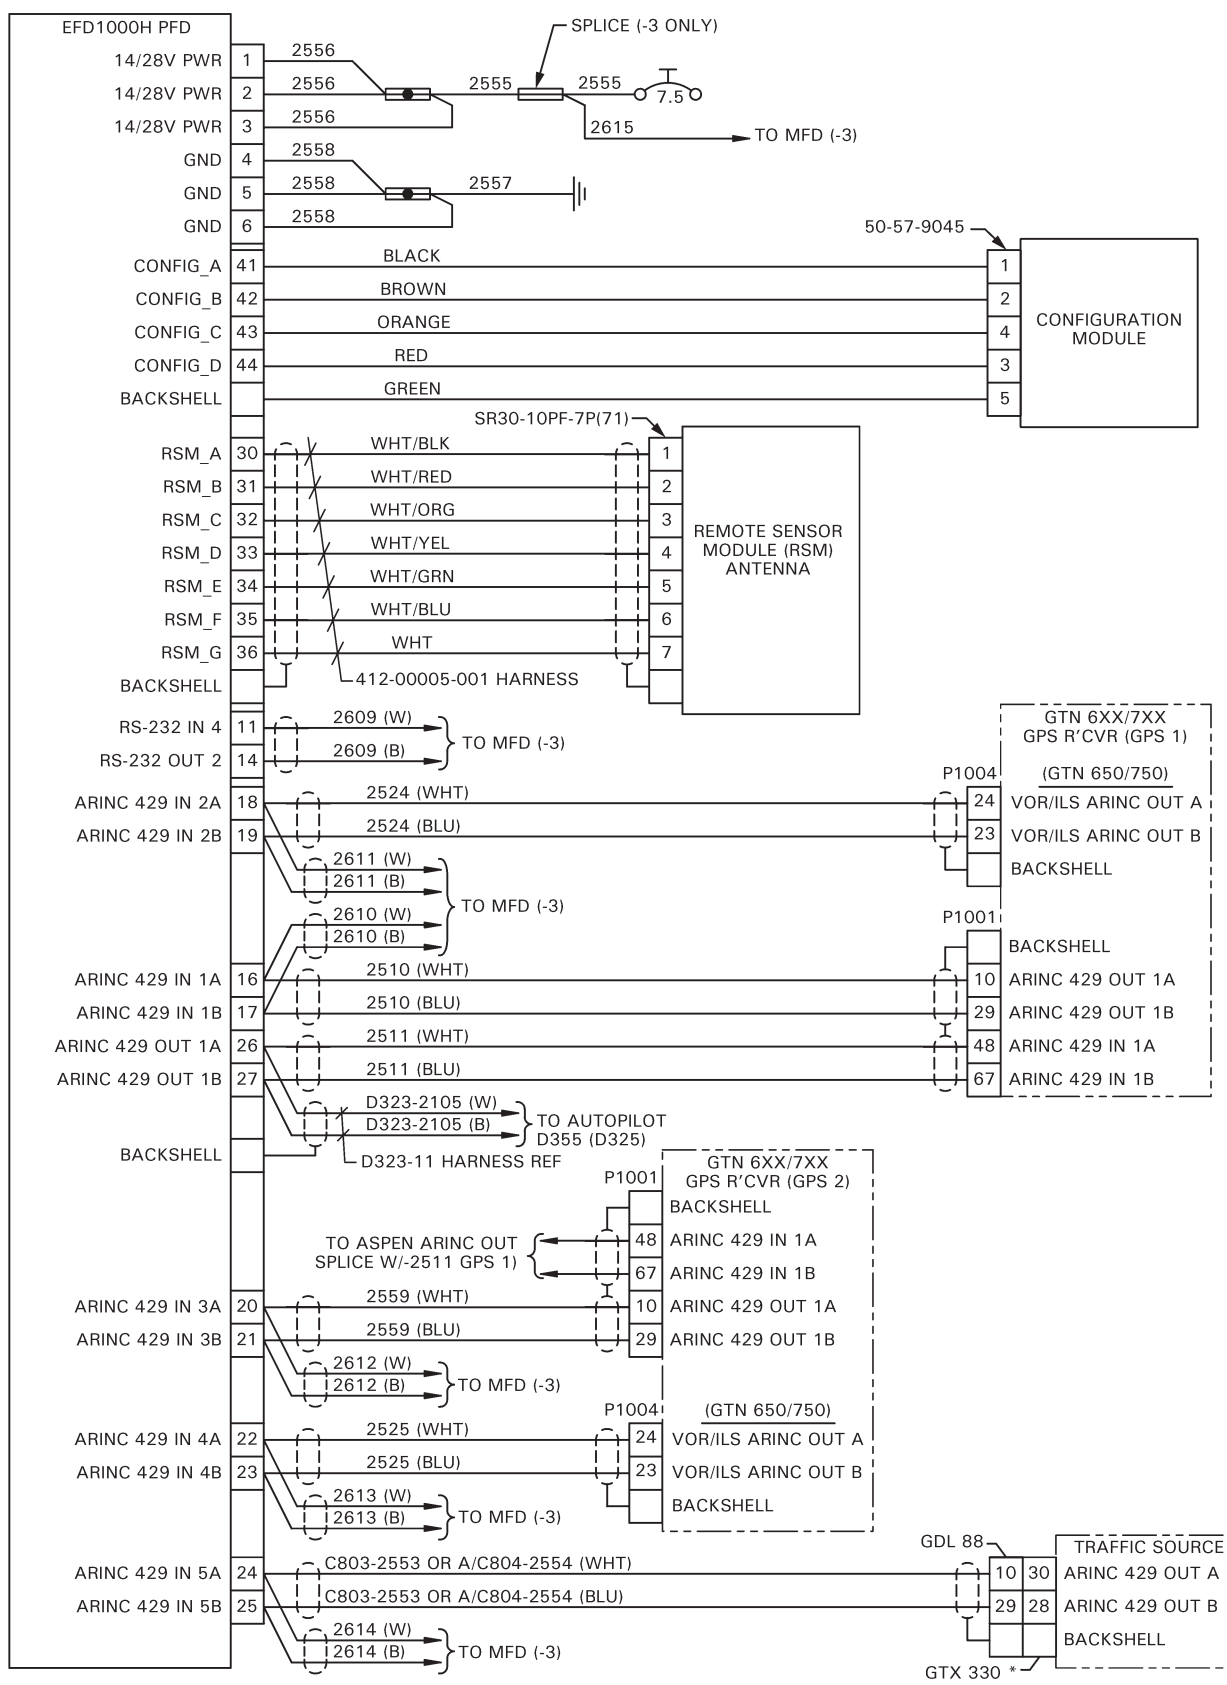 EFD1000H PFD
SPLICE (-3 ONLY)
14/28V PWR 1 2556
14/28V PWR 2 2556 2555 2555 7.5
14/28V PWR 3 2556 2615 TO MFD (-3)
GND 4 2558
GND 5 2558 2557
GND 6 2558
50-57-9045
CONFIG_A 41 BLACK 1
CONFIG_B 42 BROWN 2
CONFIG_C 43 ORANGE 4
CONFIG_D 44 RED 3
BACKSHELL GREEN 5
CONFIGURATION
MODULE
SR30-10PF-7P(71)
RSM_A 30 WHT/BLK 1
RSM_B 31 WHT/RED 2
RSM_C 32 WHT/ORG 3
RSM_D 33 WHT/YEL 4
RSM_E 34 WHT/GRN 5
RSM_F 35 WHT/BLU 6
RSM_G 36 WHT 7
BACKSHELL
REMOTE SENSOR
MODULE (RSM)
ANTENNA
412-00005-001 HARNESS
RS-232 IN 4 11 2609 (W)
RS-232 OUT 2 14 2609 (B)
TO MFD (-3)
GTN 6XX/7XX
GPS R'CVR (GPS 1)
P1004 (GTN 650/750)
ARINC 429 IN 2A 18 2524 (WHT) 24 VOR/ILS ARINC OUT A
ARINC 429 IN 2B 19 2524 (BLU) 23 VOR/ILS ARINC OUT B
BACKSHELL
2611 (W)
2611 (B)
TO MFD (-3)
2610 (W)
2610 (B)
P1001
BACKSHELL
ARINC 429 IN 1A 16 2510 (WHT) 10 ARINC 429 OUT 1A
ARINC 429 IN 1B 17 2510 (BLU) 29 ARINC 429 OUT 1B
ARINC 429 OUT 1A 26 2511 (WHT) 48 ARINC 429 IN 1A
ARINC 429 OUT 1B 27 2511 (BLU) 67 ARINC 429 IN 1B
D323-2105 (W)
D323-2105 (B)
TO AUTOPILOT
D355 (D325)
BACKSHELL
D323-11 HARNESS REF
GTN 6XX/7XX
GPS R'CVR (GPS 2)
P1001
BACKSHELL
TO ASPEN ARINC OUT
SPLICE W/-2511 GPS 1)
48 ARINC 429 IN 1A
67 ARINC 429 IN 1B
ARINC 429 IN 3A 20 2559 (WHT) 10 ARINC 429 OUT 1A
ARINC 429 IN 3B 21 2559 (BLU) 29 ARINC 429 OUT 1B
2612 (W)
2612 (B)
TO MFD (-3)
P1004 (GTN 650/750)
ARINC 429 IN 4A 22 2525 (WHT) 24 VOR/ILS ARINC OUT A
ARINC 429 IN 4B 23 2525 (BLU) 23 VOR/ILS ARINC OUT B
BACKSHELL
2613 (W)
2613 (B)
TO MFD (-3)
GDL 88 TRAFFIC SOURCE
ARINC 429 IN 5A 24 C803-2553 OR A/C804-2554 (WHT) 10 30 ARINC 429 OUT A
ARINC 429 IN 5B 25 C803-2553 OR A/C804-2554 (BLU) 29 28 ARINC 429 OUT B
BACKSHELL
2614 (W)
2614 (B)
TO MFD (-3)
GTX 330 *